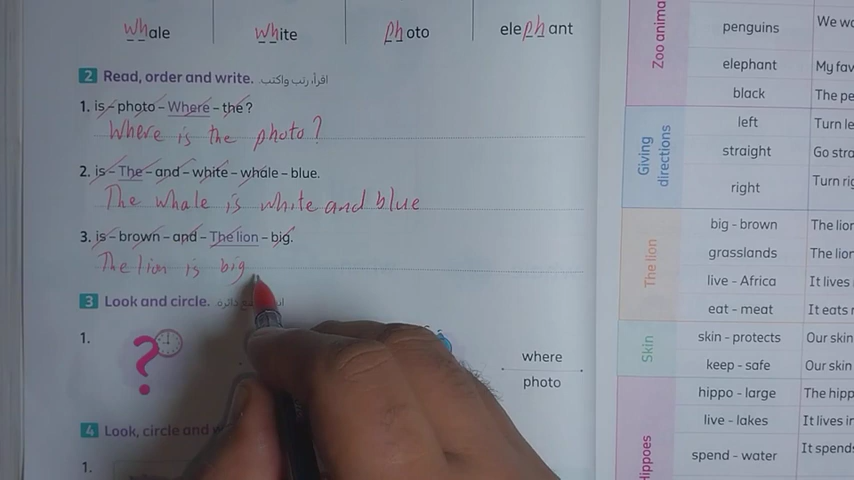 whale
white
photo
elephant
2 Read, order and write. اقرأ، رتب واكتب.
1. is – photo – Where – the ?
Where is the photo ?
2. is – The – and – white – whale – blue.
The whale is white and blue
3. is – brown – and – The lion – big.
The lion is big
3 Look and circle.
1.
where
photo
4 Look, circle and
1.
Zoo
penguins
We
elephant
My fav
black
The pe
Giving directions
left
Turn le
straight
Go stra
right
Turn rig
The lion
big – brown
The lion
grasslands
The lion
live – Africa
It lives
eat – meat
It eats
Skin
skin – protects
Our skin
keep – safe
Our skin
Hippoes
hippo – large
The hipp
live – lakes
It lives in
spend – water
It spends